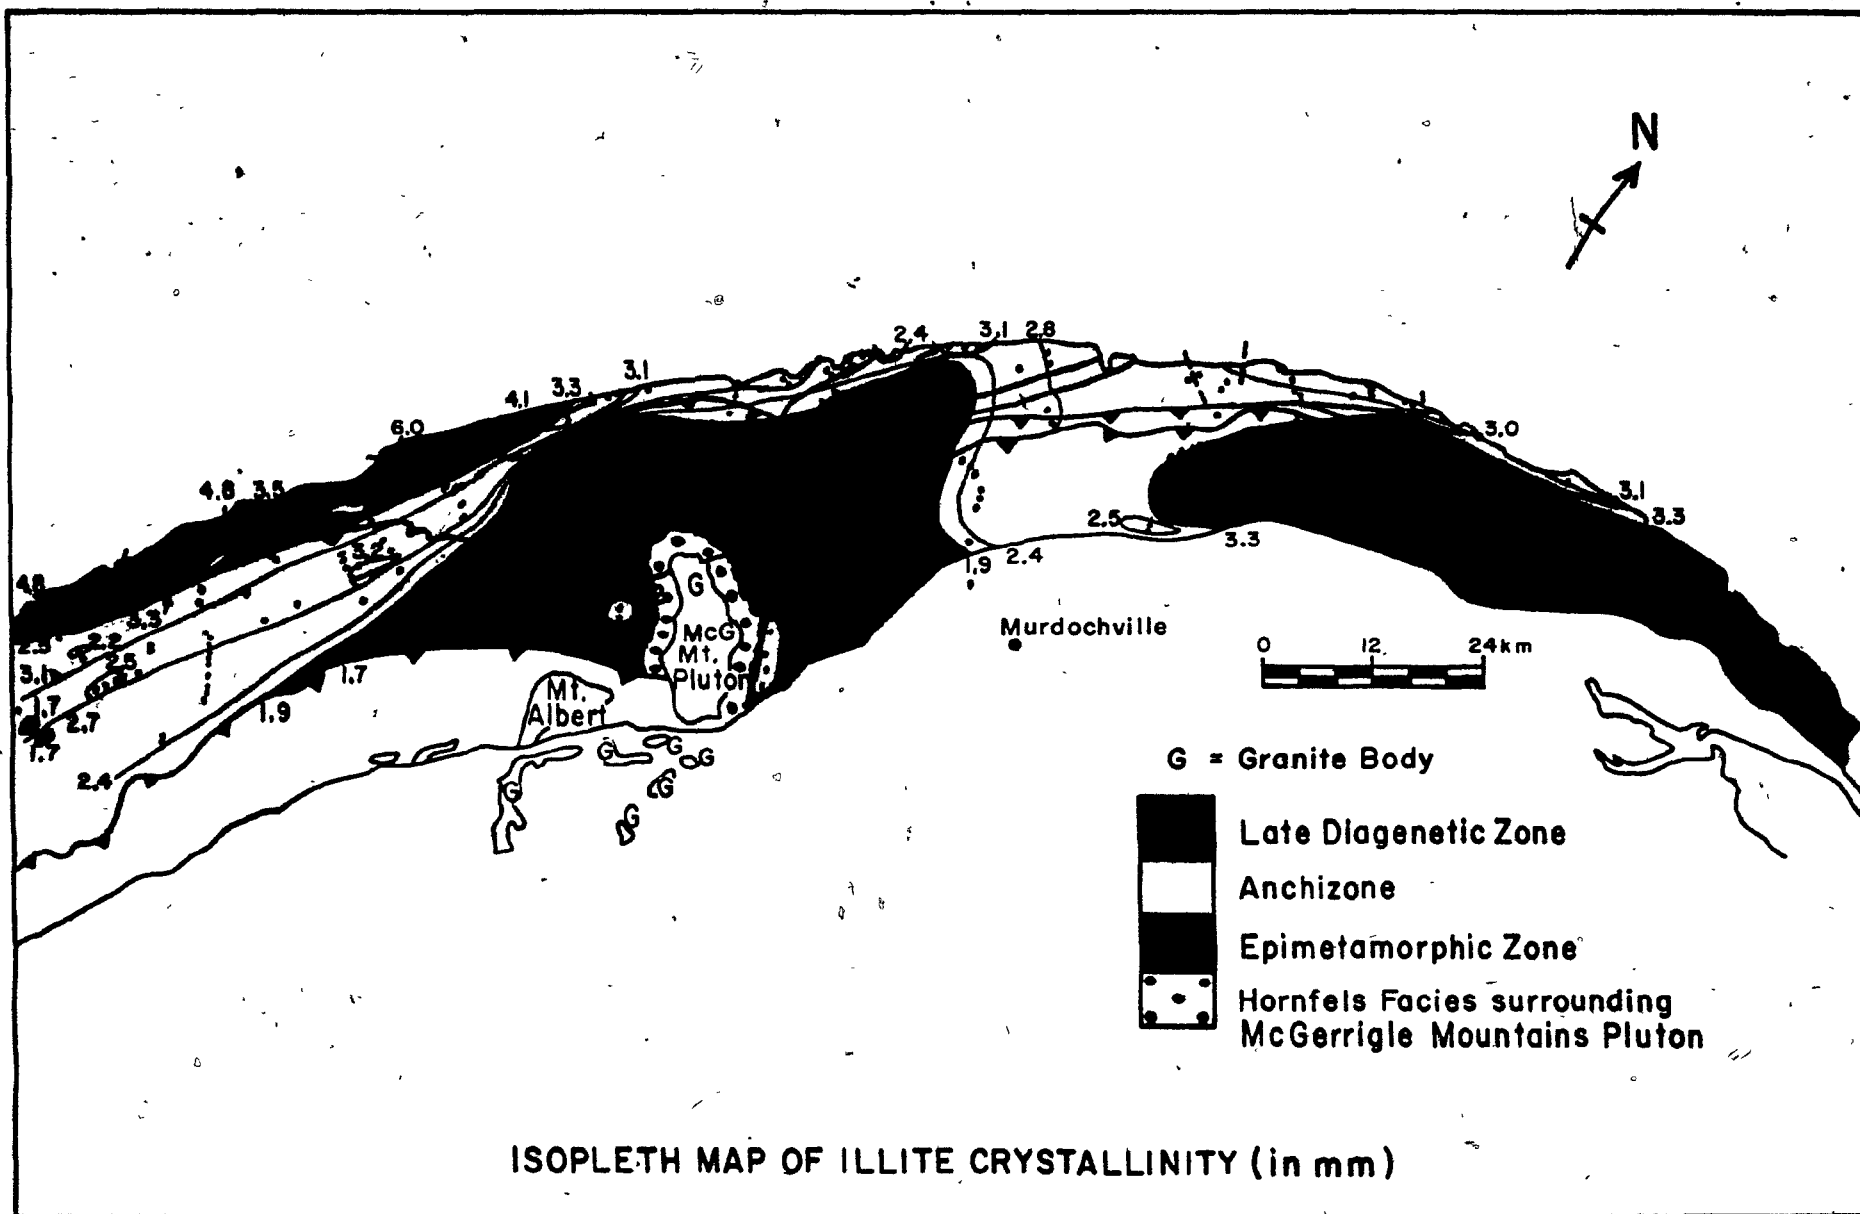 N
2.4
3.1
2.8
3.1
3.3
4.1
6.0
3.0
4.8
3.5
3.1
3.3
3.2
2.5
3.3
1.9
2.4
4.8
3.3
2.2
2.5
3.1
1.7
2.7
1.7
1.7
1.9
2.4
G
McG
Mt.
Pluton
Mt.
Albert
Murdochville
0 12 24km
G
G
G
G
G
G
G = Granite Body
Late Diagenetic Zone
Anchizone
Epimetamorphic Zone
Hornfels Facies surrounding
McGerrigle Mountains Pluton
ISOPLETH MAP OF ILLITE CRYSTALLINITY (in mm)